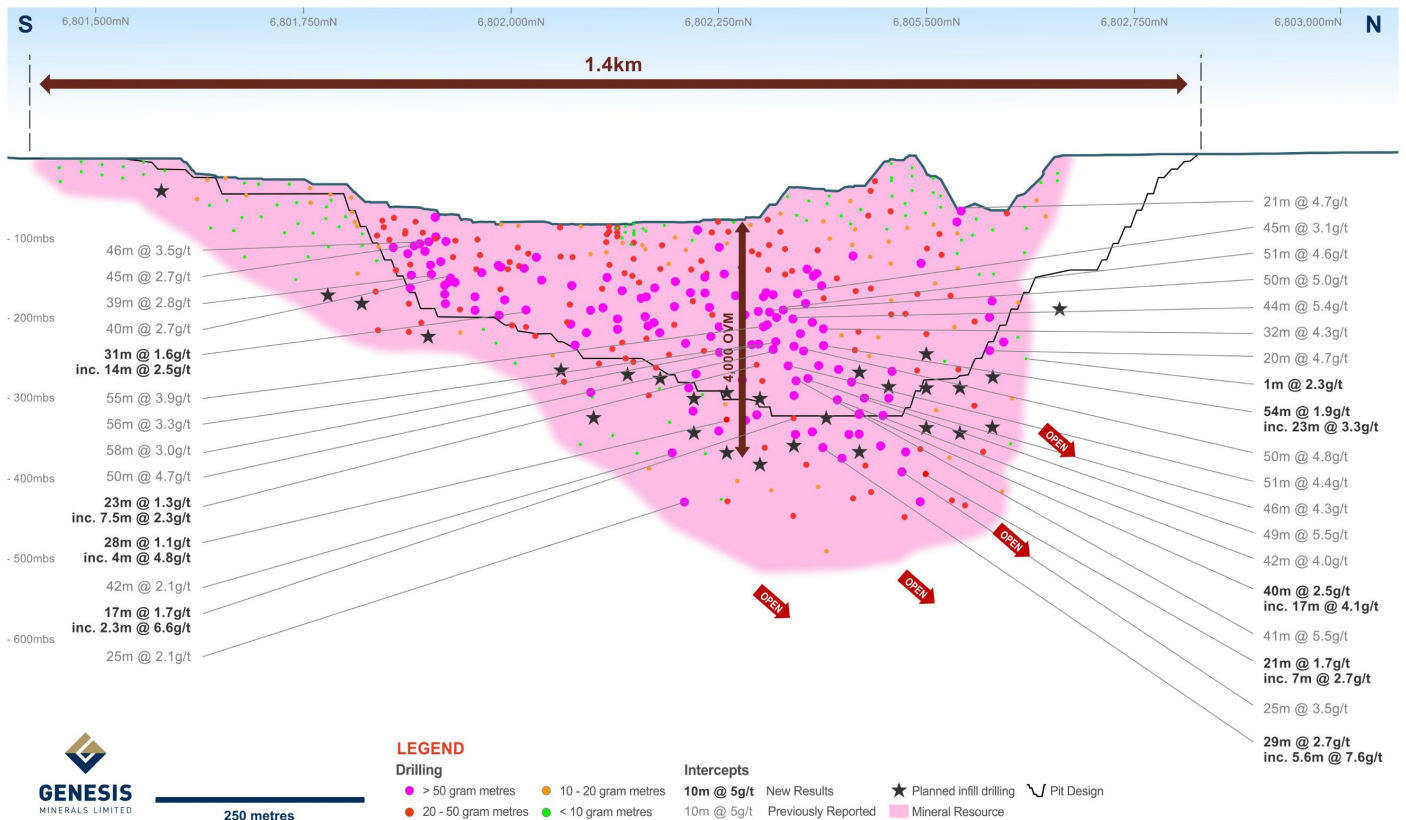 S
6,801,500mN
6,801,750mN
6,802,000mN
6,802,250mN
6,805,500mN
6,802,750mN
6,803,000mN
N
1.4km
- 100mbs
- 200mbs
- 300mbs
- 400mbs
- 500mbs
- 600mbs
46m @ 3.5g/t
45m @ 2.7g/t
39m @ 2.8g/t
40m @ 2.7g/t
31m @ 1.6g/t
inc. 14m @ 2.5g/t
55m @ 3.9g/t
56m @ 3.3g/t
58m @ 3.0g/t
50m @ 4.7g/t
23m @ 1.3g/t
inc. 7.5m @ 2.3g/t
28m @ 1.1g/t
inc. 4m @ 4.8g/t
42m @ 2.1g/t
17m @ 1.7g/t
inc. 2.3m @ 6.6g/t
25m @ 2.1g/t
4,000 OVM
21m @ 4.7g/t
45m @ 3.1g/t
51m @ 4.6g/t
50m @ 5.0g/t
44m @ 5.4g/t
32m @ 4.3g/t
20m @ 4.7g/t
1m @ 2.3g/t
54m @ 1.9g/t
inc. 23m @ 3.3g/t
50m @ 4.8g/t
51m @ 4.4g/t
46m @ 4.3g/t
49m @ 5.5g/t
42m @ 4.0g/t
40m @ 2.5g/t
inc. 17m @ 4.1g/t
41m @ 5.5g/t
21m @ 1.7g/t
inc. 7m @ 2.7g/t
25m @ 3.5g/t
29m @ 2.7g/t
inc. 5.6m @ 7.6g/t
OPEN
OPEN
OPEN
OPEN
GENESIS
MINERALS LIMITED
250 metres
LEGEND
Drilling
> 50 gram metres
20 - 50 gram metres
10 - 20 gram metres
< 10 gram metres
Intercepts
10m @ 5g/t New Results
10m @ 5g/t Previously Reported
Planned infill drilling
Pit Design
Mineral Resource